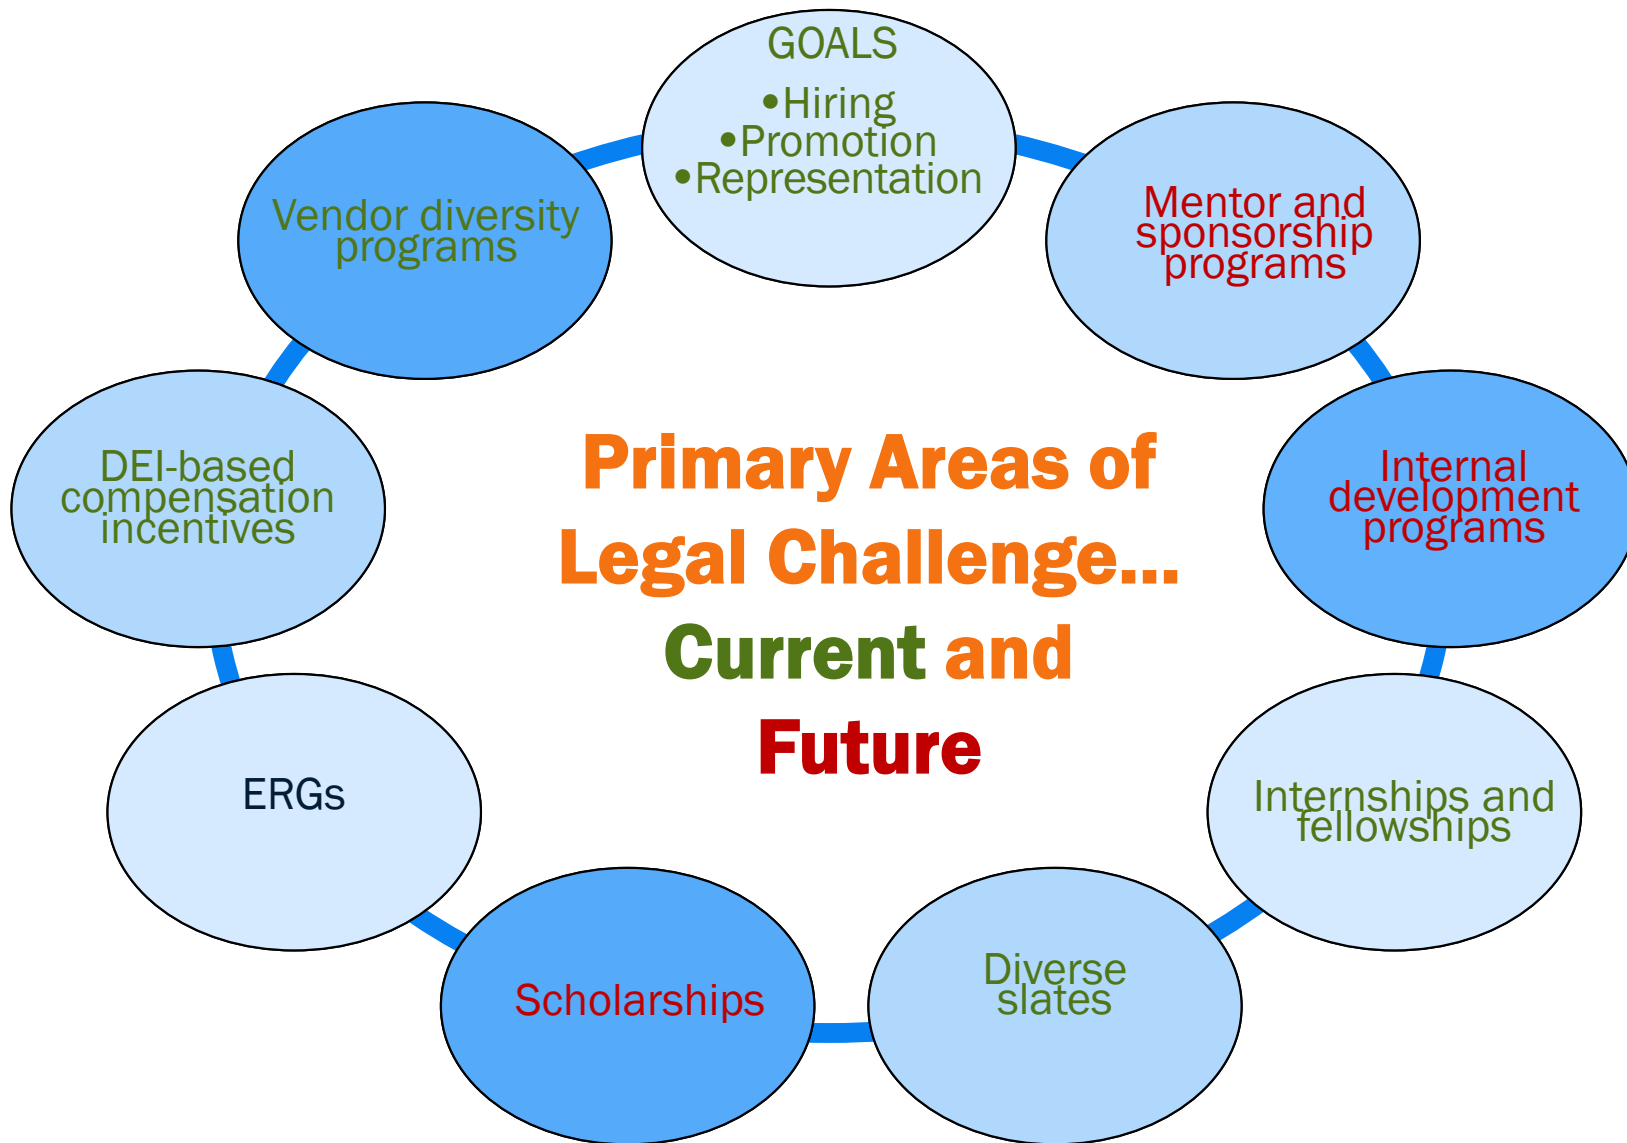 GOALS
•Hiring
•Promotion
•Representation
Mentor and
sponsorship
programs
Internal
development
programs
Internships and
fellowships
Diverse
slates
Scholarships
ERGs
DEI-based
compensation
incentives
Vendor diversity
programs
Primary Areas of
Legal Challenge...
Current and
Future